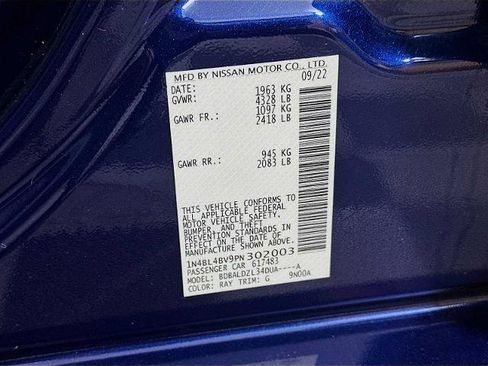 MFD BY NISSAN MOTOR CO., LTD.
DATE: 09/22
GVWR: 1963 KG
4328 LB
GAWR FR.: 1097 KG
2418 LB
GAWR RR.: 945 KG
2083 LB
THIS VEHICLE CONFORMS TO
ALL APPLICABLE FEDERAL
MOTOR VEHICLE SAFETY,
BUMPER, AND THEFT
PREVENTION STANDARDS IN
EFFECT ON THE DATE OF
MANUFACTURE SHOWN ABOVE.
1N4BL4BV9PN302003
PASSENGER CAR 617483
BDBALDZL34DUA----A
COLOR: RAY TRIM: G 9N00A